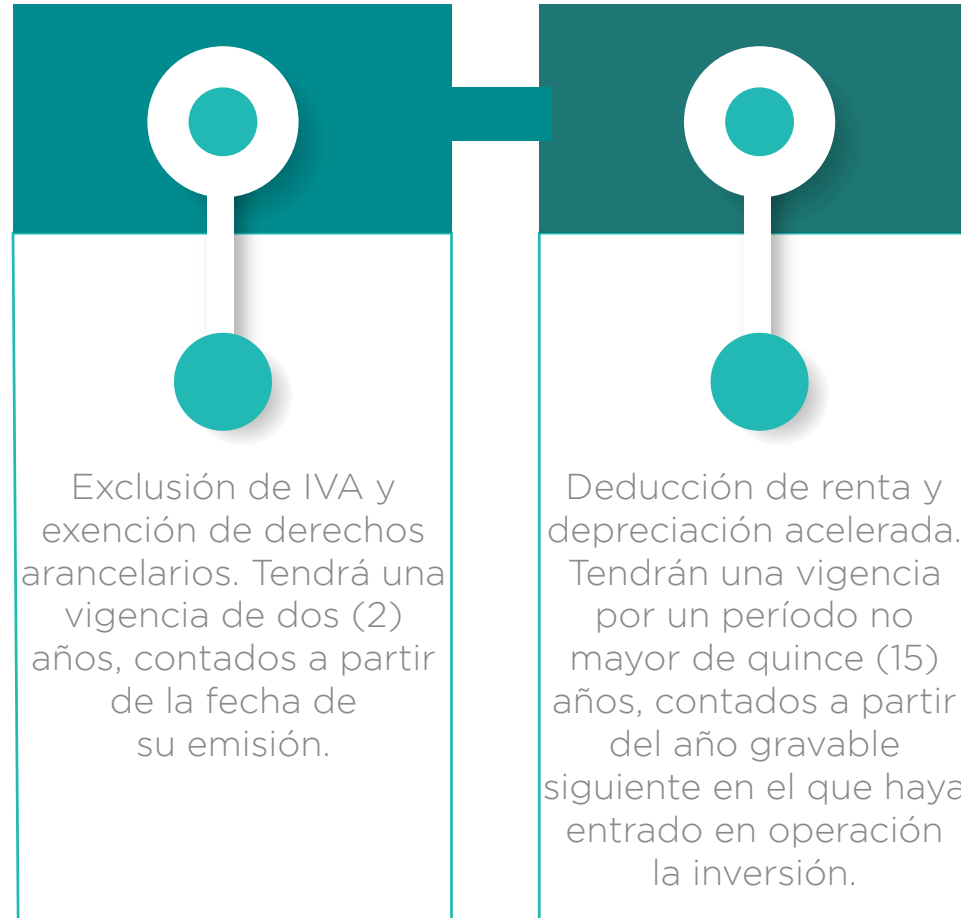 Exclusión de IVA y
exención de derechos
arancelarios. Tendrá una
vigencia de dos (2)
años, contados a partir
de la fecha de
su emisión.
Deducción de renta y
depreciación acelerada.
Tendrán una vigencia
por un período no
mayor de quince (15)
años, contados a partir
del año gravable
siguiente en el que haya
entrado en operación
la inversión.